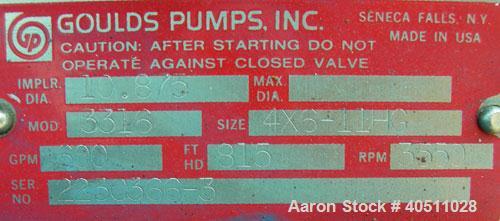 GOULDS PUMPS, INC.
SENECA FALLS, N.Y.
MADE IN USA
CAUTION: AFTER STARTING DO NOT
OPERATE AGAINST CLOSED VALVE
IMPLR. DIA. 10.875 MAX. DIA.
MOD. 3316 SIZE 4X6-11HG
GPM 600 FT HD 815 RPM 3550
SER. NO
Aaron Stock # 40511028